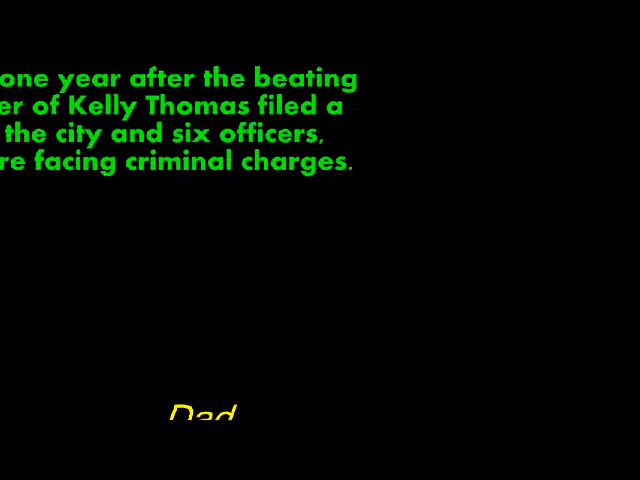 one year after the beating
er of Kelly Thomas filed a
the city and six officers,
re facing criminal charges.
Dad